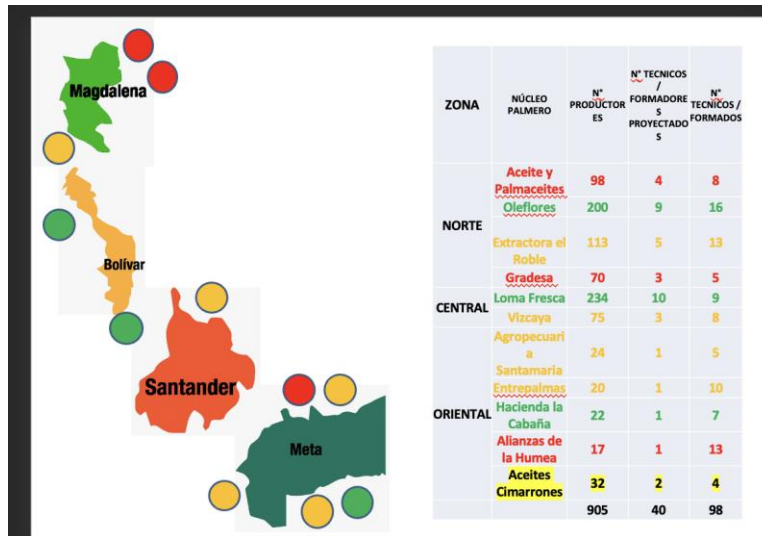 Magdalena
Bolívar
Santander
Meta
ZONA
NÚCLEO
PALMERO
N°
PRODUCTOR
ES
N° TECNICOS
/
FORMADORE
S
PROYECTADO
S
N°
TECNICOS /
FORMADOS
NORTE
Aceite y
Palmaceites
98 4 8
Oleflores 200 9 16
Extractora el
Roble
113 5 13
Gradesa 70 3 5
CENTRAL
Loma Fresca 234 10 9
Vizcaya 75 3 8
ORIENTAL
Agropecuari
a
Santamaria
24 1 5
Entrepalmas 20 1 10
Hacienda la
Cabaña
22 1 7
Alianzas de
la Humea
17 1 13
Aceites
Cimarrones
32 2 4
905 40 98